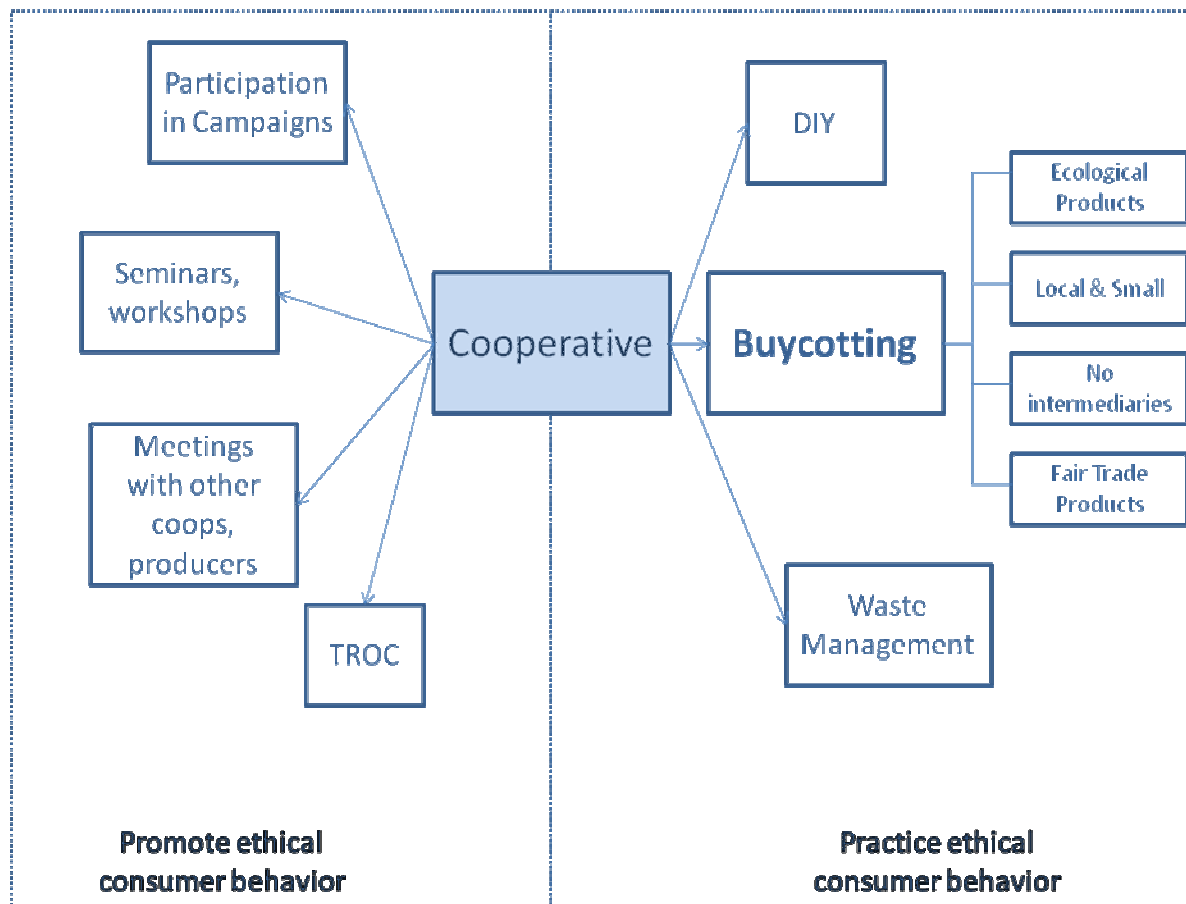 Participation
in Campaigns
Seminars,
workshops
Meetings
with other
coops,
producers
TROC
Cooperative
DIY
Buycotting
Waste
Management
Ecological
Products
Local & Small
No
intermediaries
Fair Trade
Products
Promote ethical
consumer behavior
Practice ethical
consumer behavior